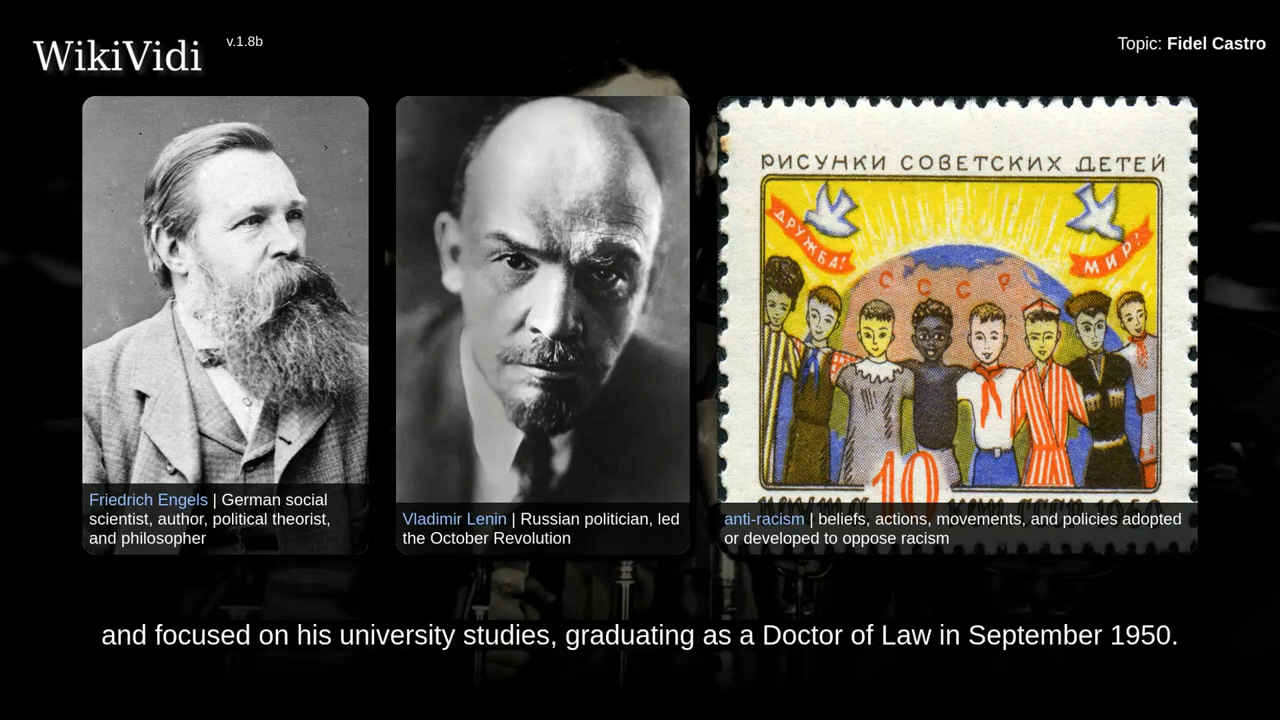 WikiVidi
v.1.8b
Topic: Fidel Castro
Friedrich Engels | German social
scientist, author, political theorist,
and philosopher
Vladimir Lenin | Russian politician, led
the October Revolution
РИСУНКИ СОВЕТСКИХ ДЕТЕЙ
ДРУЖБА!
МИР!
СССР
10
anti-racism | beliefs, actions, movements, and policies adopted
or developed to oppose racism
and focused on his university studies, graduating as a Doctor of Law in September 1950.